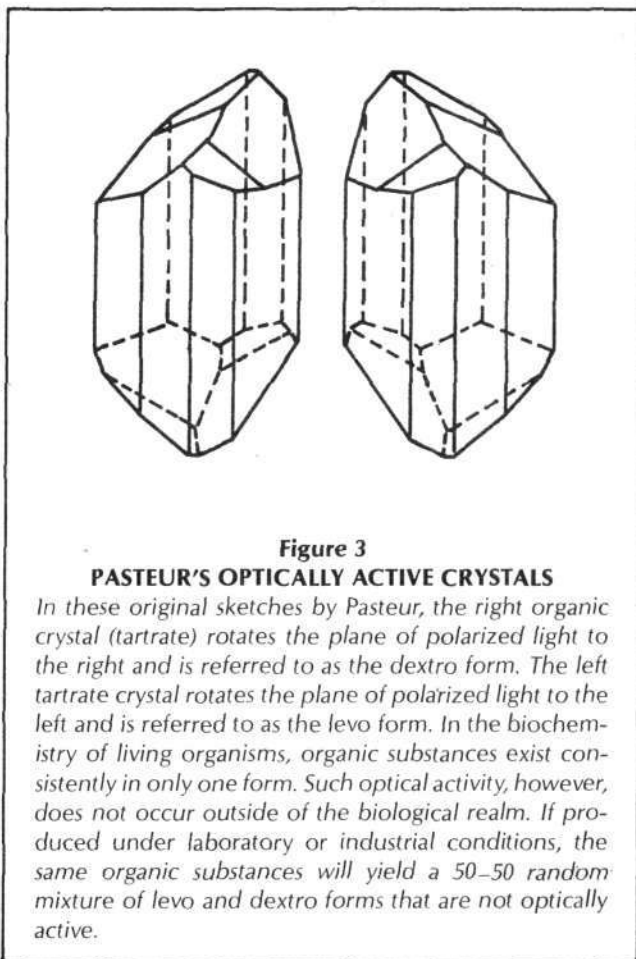 Figure 3
PASTEUR'S OPTICALLY ACTIVE CRYSTALS
In these original sketches by Pasteur, the right organic
crystal (tartrate) rotates the plane of polarized light to
the right and is referred to as the dextro form. The left
tartrate crystal rotates the plane of polarized light to the
left and is referred to as the levo form. In the biochem-
istry of living organisms, organic substances exist con-
sistently in only one form. Such optical activity, however,
does not occur outside of the biological realm. If pro-
duced under laboratory or industrial conditions, the
same organic substances will yield a 50–50 random
mixture of levo and dextro forms that are not optically
active.